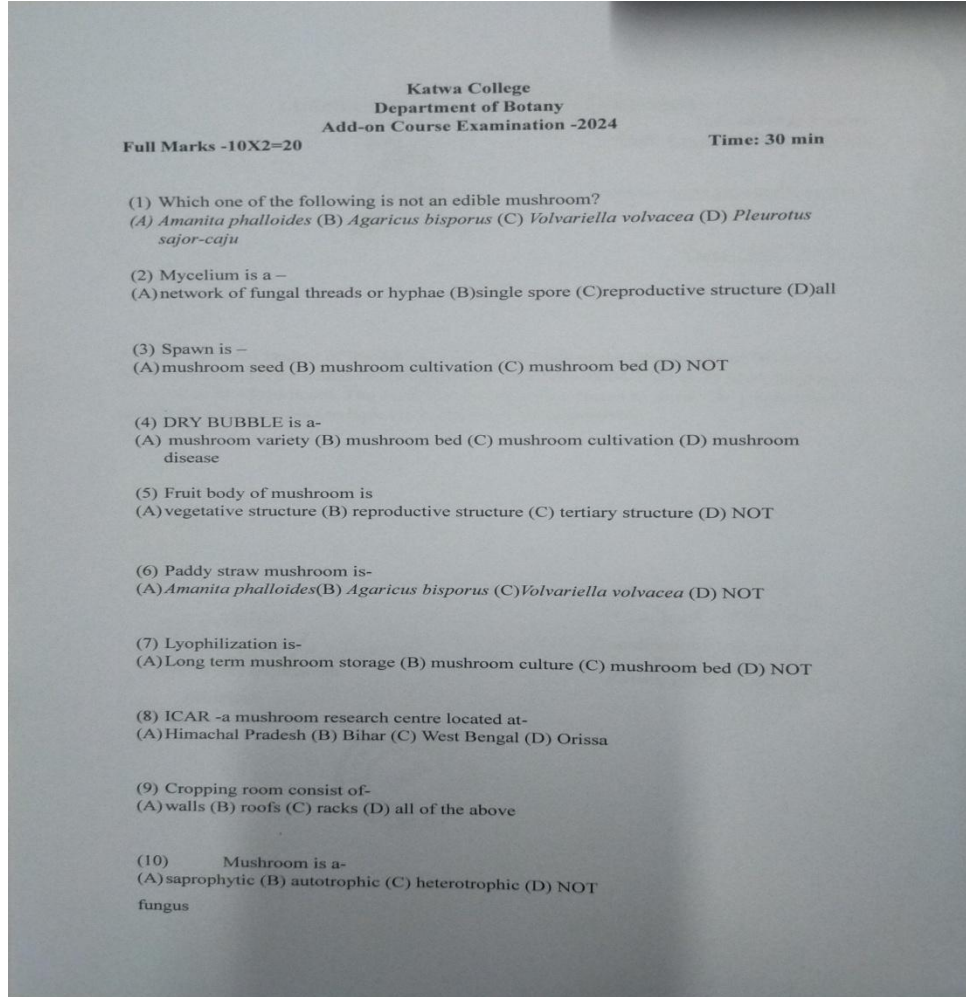 Katwa College
Department of Botany
Add-on Course Examination -2024
Full Marks -10X2=20
Time: 30 min
(1) Which one of the following is not an edible mushroom?
(A) Amanita phalloides (B) Agaricus bisporus (C) Volvariella volvacea (D) Pleurotus
sajor-caju
(2) Mycelium is a –
(A)network of fungal threads or hyphae (B)single spore (C)reproductive structure (D)all
(3) Spawn is –
(A)mushroom seed (B) mushroom cultivation (C) mushroom bed (D) NOT
(4) DRY BUBBLE is a-
(A) mushroom variety (B) mushroom bed (C) mushroom cultivation (D) mushroom
disease
(5) Fruit body of mushroom is
(A)vegetative structure (B) reproductive structure (C) tertiary structure (D) NOT
(6) Paddy straw mushroom is-
(A)Amanita phalloides(B) Agaricus bisporus (C)Volvariella volvacea (D) NOT
(7) Lyophilization is-
(A)Long term mushroom storage (B) mushroom culture (C) mushroom bed (D) NOT
(8) ICAR -a mushroom research centre located at-
(A)Himachal Pradesh (B) Bihar (C) West Bengal (D) Orissa
(9) Cropping room consist of-
(A)walls (B) roofs (C) racks (D) all of the above
(10) Mushroom is a-
(A)saprophytic (B) autotrophic (C) heterotrophic (D) NOT
fungus